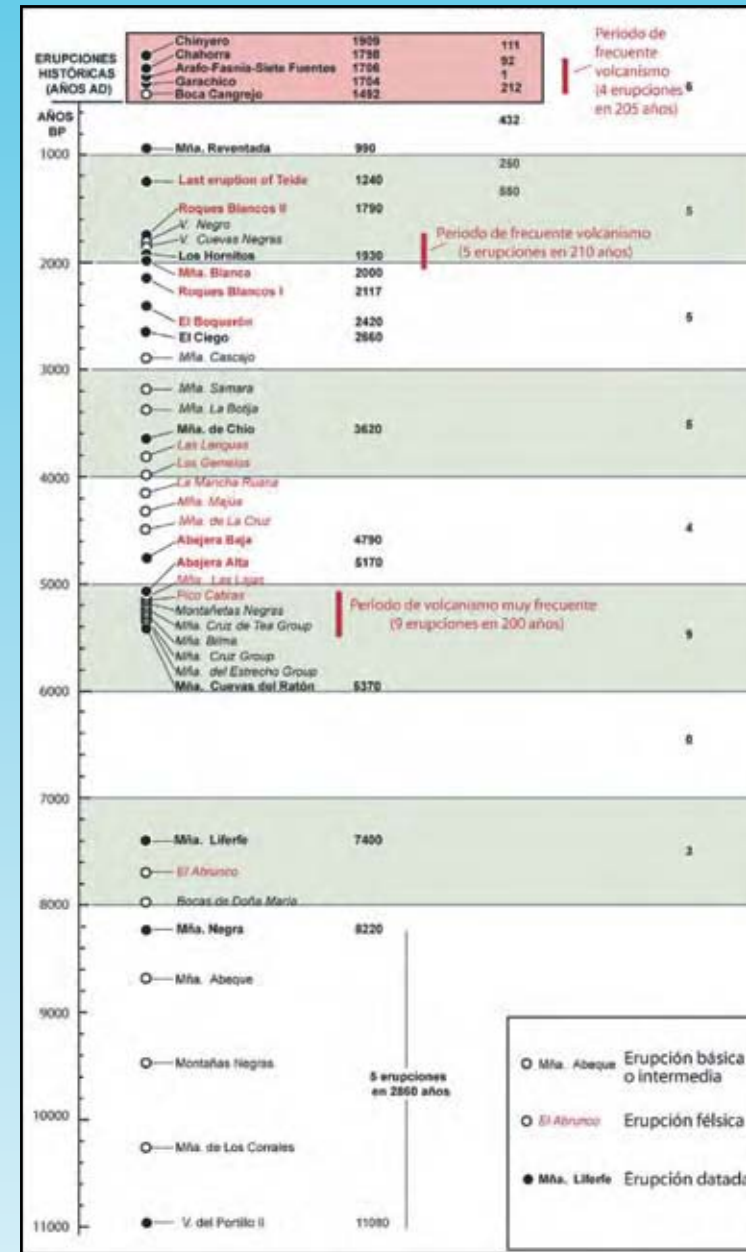 ERUPCIONES HISTÓRICAS (AÑOS AD)
Chinyero 1909 111
Chahorra 1798 92
Arafo-Fasnia-Siete Fuentes 1706 1
Garachico 1704 212
Boca Cangrejo 1492
Periodo de frecuente volcanismo (4 erupciones en 205 años)
6
AÑOS BP
432
Mña. Reventada 990
1000
250
Last eruption of Teide 1240
550
Roques Blancos II 1790
5
V. Negro
V. Cuevas Negras
Periodo de frecuente volcanismo
(5 erupciones en 210 años)
Los Hornitos 1930
2000
Mña. Blanca 2000
Roques Blancos I 2117
El Boquerón 2420
5
El Ciego 2660
Mña. Cascajo
3000
Mña. Samara
Mña. La Botija
Mña. de Chío 3620
5
Las Lenguas
Los Gemelos
4000
La Mancha Ruana
Mña. Majúa
Mña. de La Cruz
4
Abejera Baja 4790
Abejera Alta 5170
5000
Mña. Las Lajas
Pico Cabras
Periodo de volcanismo muy frecuente
(9 erupciones en 200 años)
Montañetas Negras
Mña. Cruz de Tea Group
9
Mña. Bilma
Mña. Cruz Group
Mña. del Estrecho Group
Mña. Cuevas del Ratón 5370
6000
0
7000
Mña. Liferfe 7400
3
El Abrunco
Bocas de Doña María
8000
Mña. Negra 8220
Mña. Abeque
9000
Montañas Negras
5 erupciones
en 2860 años
10000
Mña. de Los Corrales
V. del Portillo II 11080
11000
Mña. Abeque Erupción básica
o intermedia
El Abrunco Erupción félsica
Mña. Liferfe Erupción datada